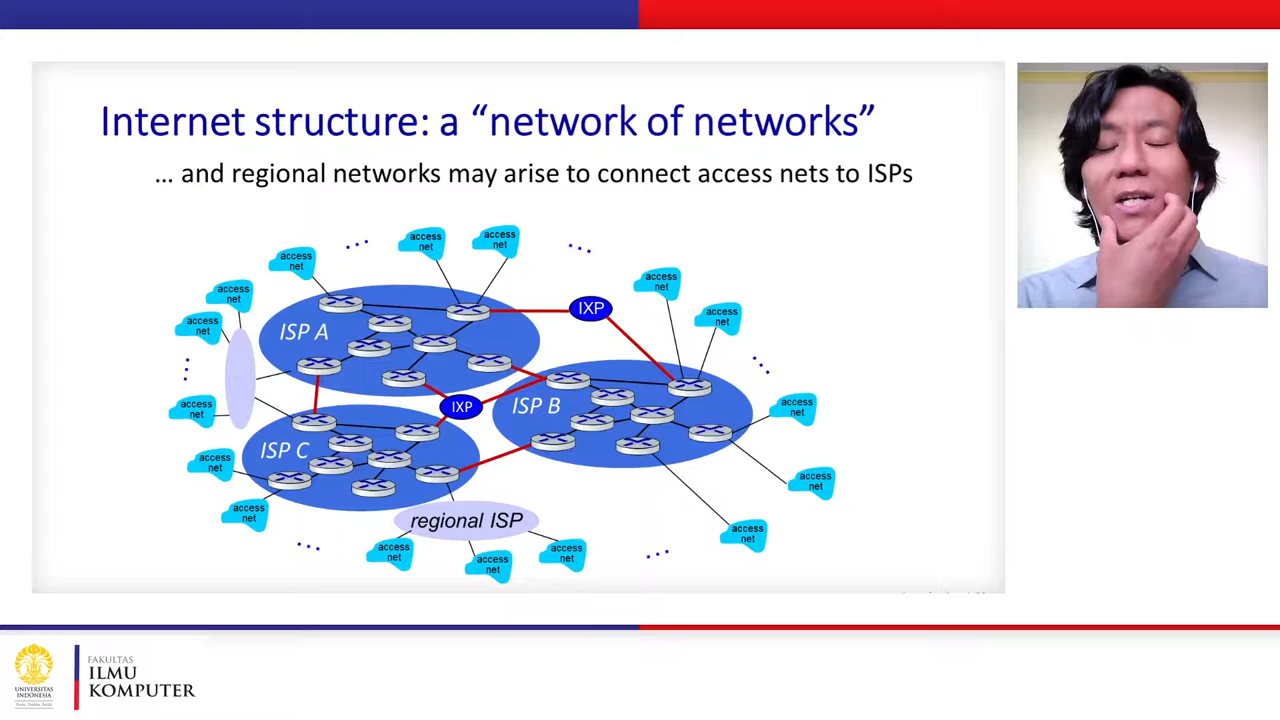 Internet structure: a “network of networks”
… and regional networks may arise to connect access nets to ISPs
access
net
access
net
access
net
access
net
access
net
access
net
access
net
ISP A
IXP
access
net
access
net
IXP
ISP B
access
net
access
net
ISP C
access
net
access
net
regional ISP
access
net
access
net
access
net
access
net
access
net
UNIVERSITAS
INDONESIA
FAKULTAS
ILMU
KOMPUTER